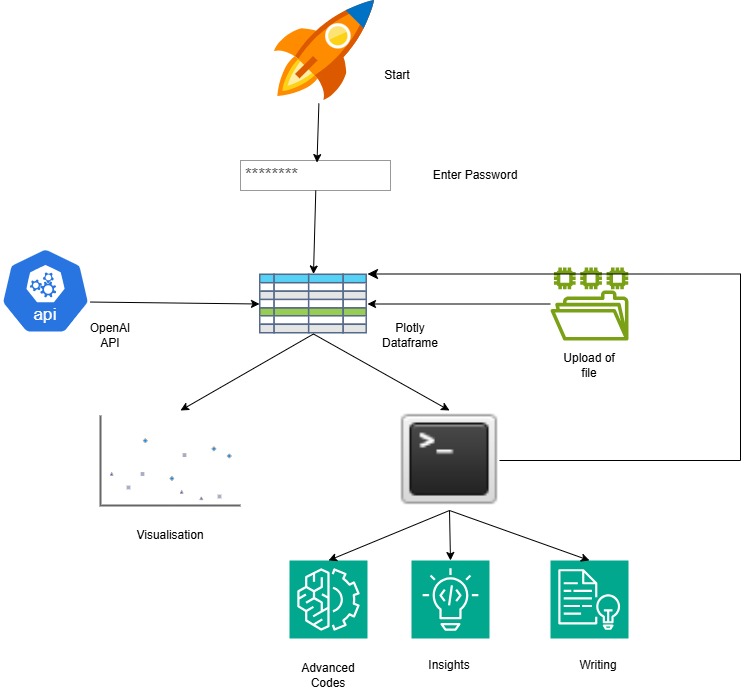 Start
********
Enter Password
api
OpenAI
API
Plotly
Dataframe
Upload of
file
>_
Visualisation
Advanced
Codes
Insights
Writing